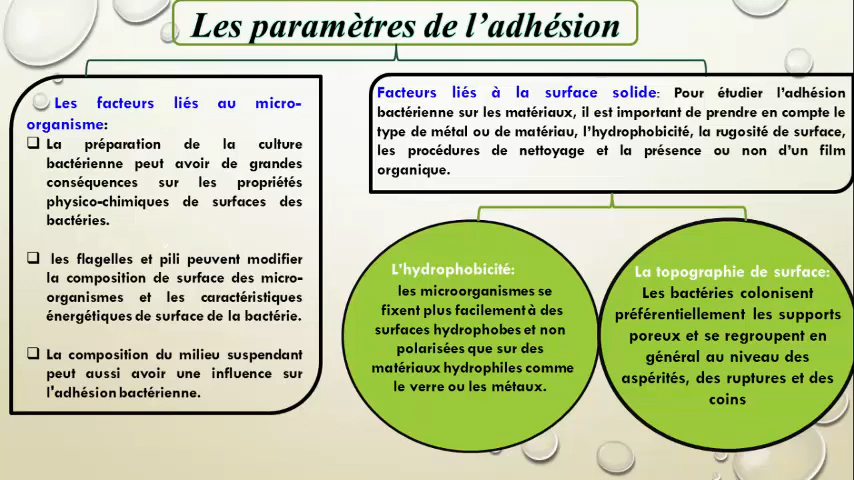 Les paramètres de l’adhésion
Les facteurs liés au micro-
organisme:
La préparation de la culture
bactérienne peut avoir de grandes
conséquences sur les propriétés
physico-chimiques de surfaces des
bactéries.
les flagelles et pili peuvent modifier
la composition de surface des micro-
organismes et les caractéristiques
énergétiques de surface de la bactérie.
La composition du milieu suspendant
peut aussi avoir une influence sur
l'adhésion bactérienne.
Facteurs liés à la surface solide: Pour étudier l’adhésion
bactérienne sur les matériaux, il est important de prendre en compte le
type de métal ou de matériau, l’hydrophobicité, la rugosité de surface,
les procédures de nettoyage et la présence ou non d’un film
organique.
L’hydrophobicité:
les microorganismes se
fixent plus facilement à des
surfaces hydrophobes et non
polarisées que sur des
matériaux hydrophiles comme
le verre ou les métaux.
La topographie de surface:
Les bactéries colonisent
préférentiellement les supports
poreux et se regroupent en
général au niveau des
aspérités, des ruptures et des
coins